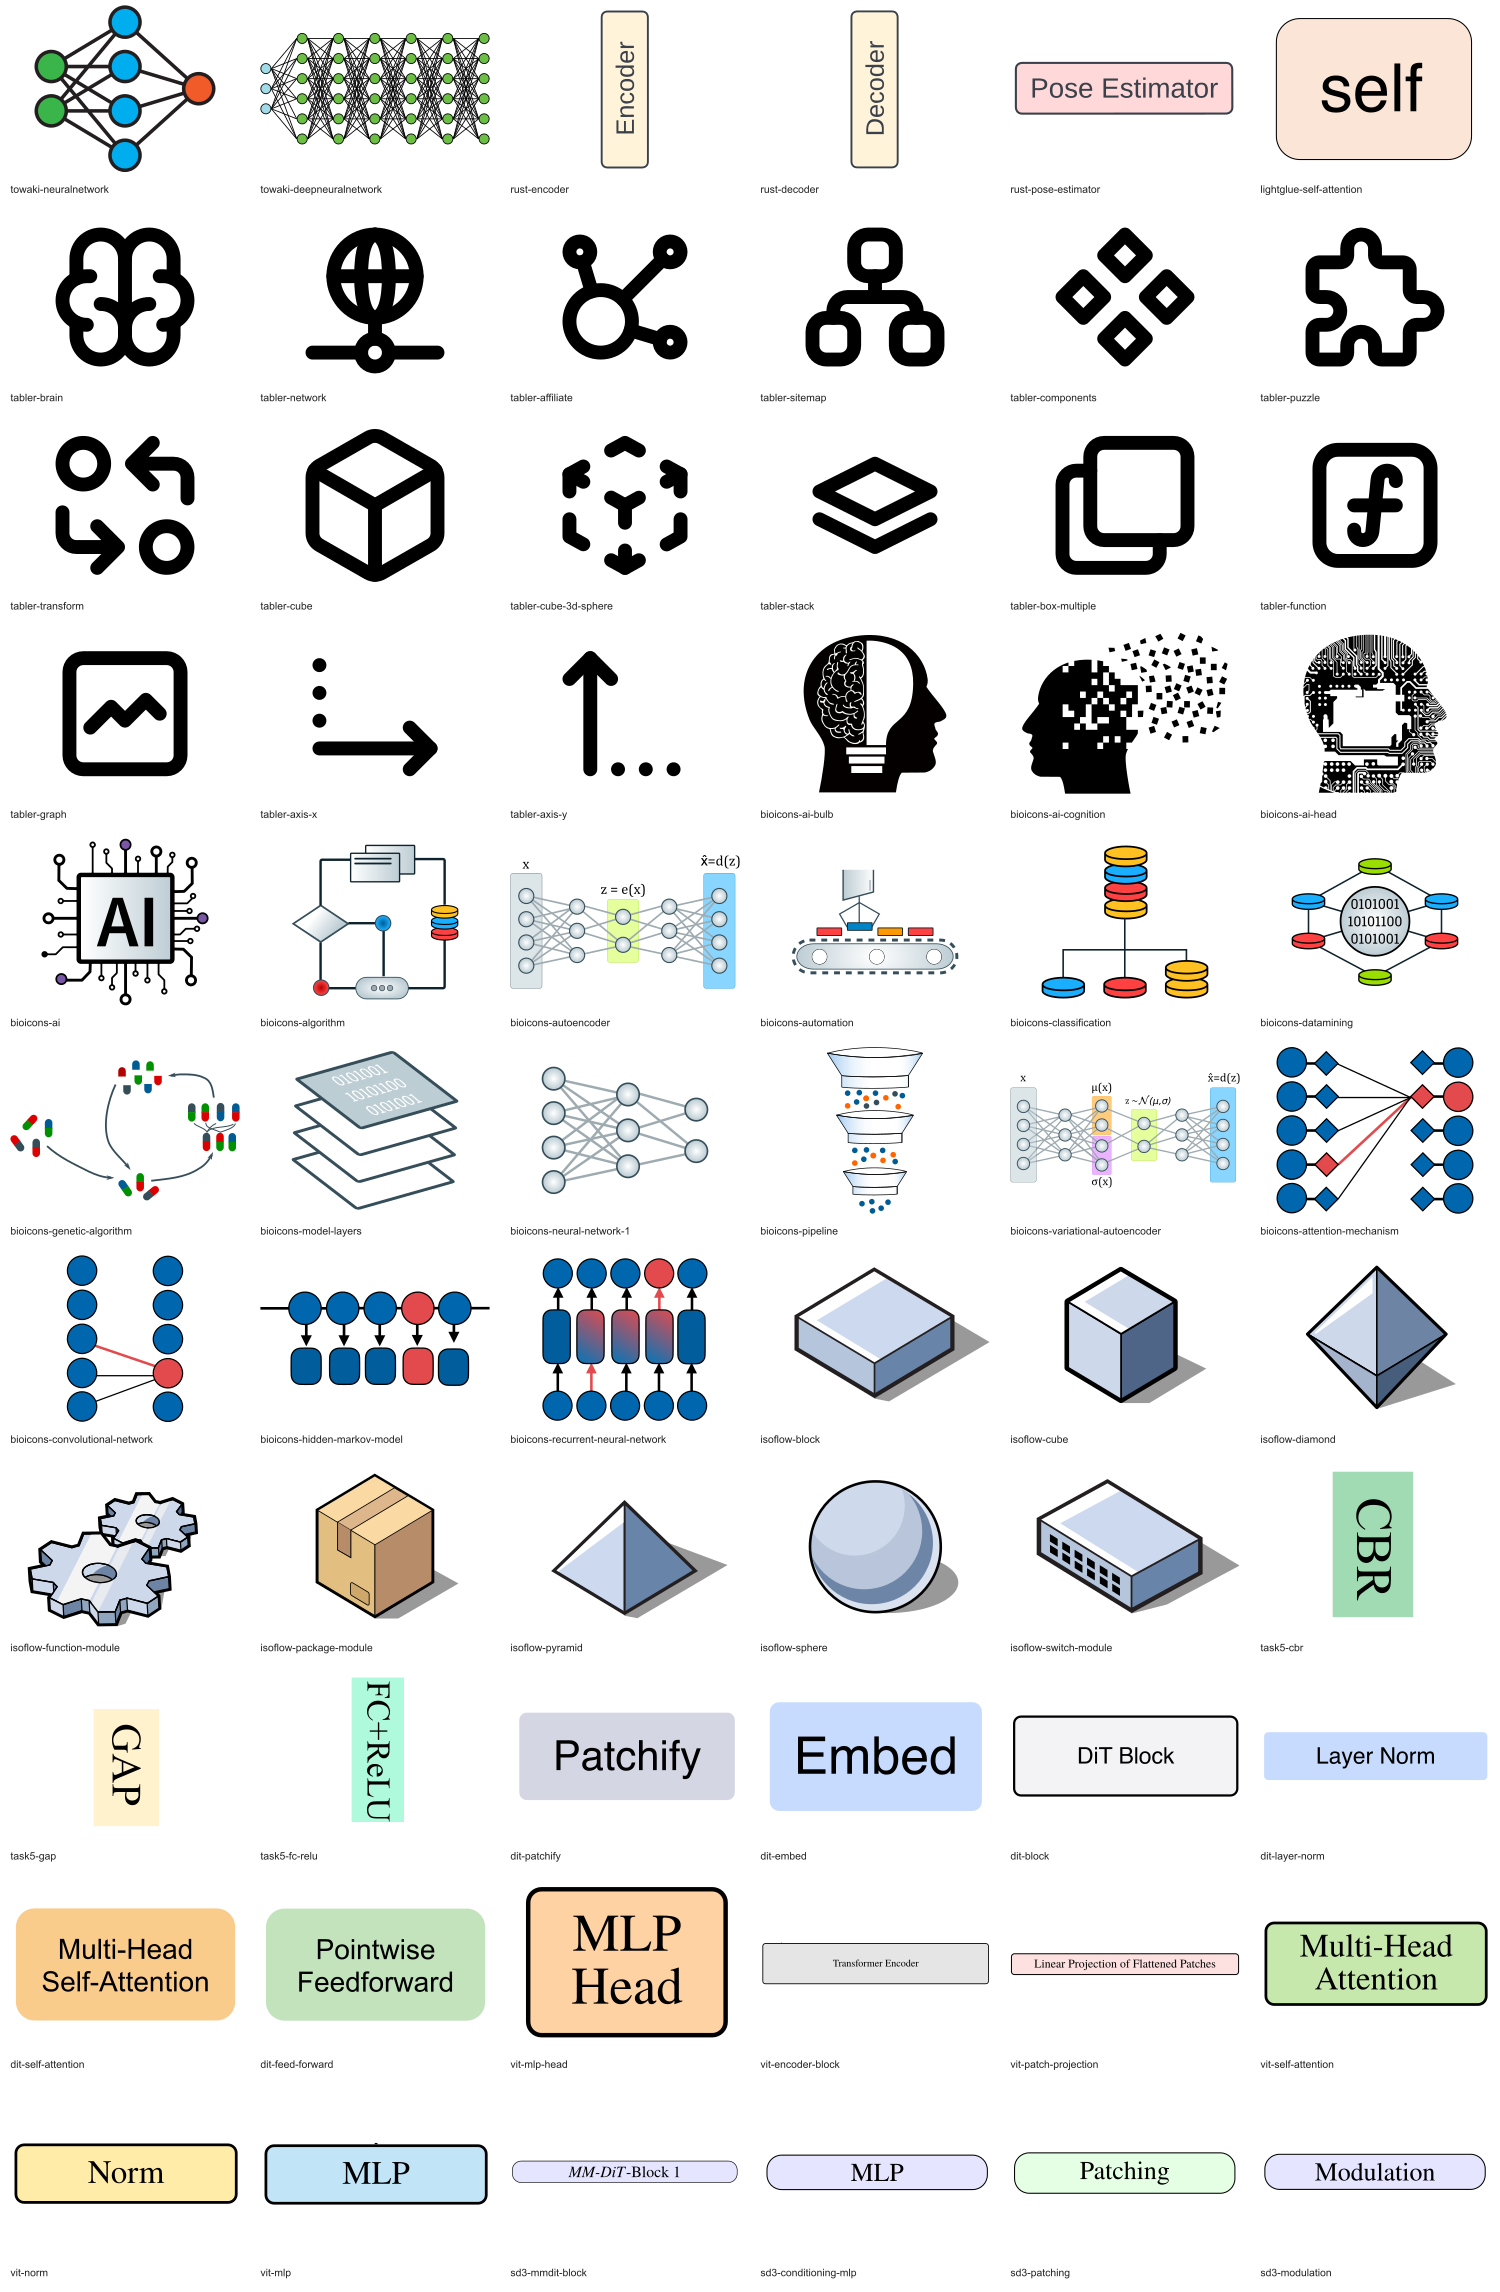 Encoder
Decoder
Pose Estimator
self
towaki-neuralnetwork
towaki-deepneuralnetwork
rust-encoder
rust-decoder
rust-pose-estimator
lightglue-self-attention
tabler-brain
tabler-network
tabler-affiliate
tabler-sitemap
tabler-components
tabler-puzzle
tabler-transform
tabler-cube
tabler-cube-3d-sphere
tabler-stack
tabler-box-multiple
tabler-function
tabler-graph
tabler-axis-x
tabler-axis-y
bioicons-ai-bulb
bioicons-ai-cognition
bioicons-ai-head
AI
x
z = e(x)
x̂=d(z)
0101001
10101100
0101001
bioicons-ai
bioicons-algorithm
bioicons-autoencoder
bioicons-automation
bioicons-classification
bioicons-datamining
0101001
10101100
0101001
x
μ(x)
z ~𝒩(μ,σ)
x̂=d(z)
σ(x)
bioicons-genetic-algorithm
bioicons-model-layers
bioicons-neural-network-1
bioicons-pipeline
bioicons-variational-autoencoder
bioicons-attention-mechanism
bioicons-convolutional-network
bioicons-hidden-markov-model
bioicons-recurrent-neural-network
isoflow-block
isoflow-cube
isoflow-diamond
CBR
isoflow-function-module
isoflow-package-module
isoflow-pyramid
isoflow-sphere
isoflow-switch-module
task5-cbr
GAP
FC+ReLU
Patchify
Embed
DiT Block
Layer Norm
task5-gap
task5-fc-relu
dit-patchify
dit-embed
dit-block
dit-layer-norm
Multi-Head
Self-Attention
Pointwise
Feedforward
MLP
Head
Transformer Encoder
Linear Projection of Flattened Patches
Multi-Head
Attention
dit-self-attention
dit-feed-forward
vit-mlp-head
vit-encoder-block
vit-patch-projection
vit-self-attention
Norm
MLP
MM-DiT-Block 1
MLP
Patching
Modulation
vit-norm
vit-mlp
sd3-mmdit-block
sd3-conditioning-mlp
sd3-patching
sd3-modulation